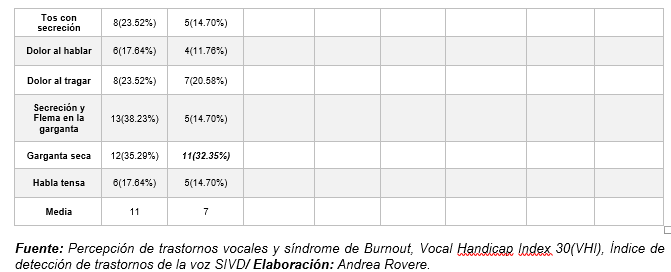 Tos con
secreción 8(23.52%) 5(14.70%)
Dolor al hablar 6(17.64%) 4(11.76%)
Dolor al tragar 8(23.52%) 7(20.58%)
Secreción y
Flema en la
garganta 13(38.23%) 5(14.70%)
Garganta seca 12(35.29%) 11(32.35%)
Habla tensa 6(17.64%) 5(14.70%)
Media 11 7
Fuente: Percepción de trastornos vocales y síndrome de Burnout, Vocal Handicap Index 30(VHI), Índice de
detección de trastornos de la voz SIVD/ Elaboración: Andrea Rovere.